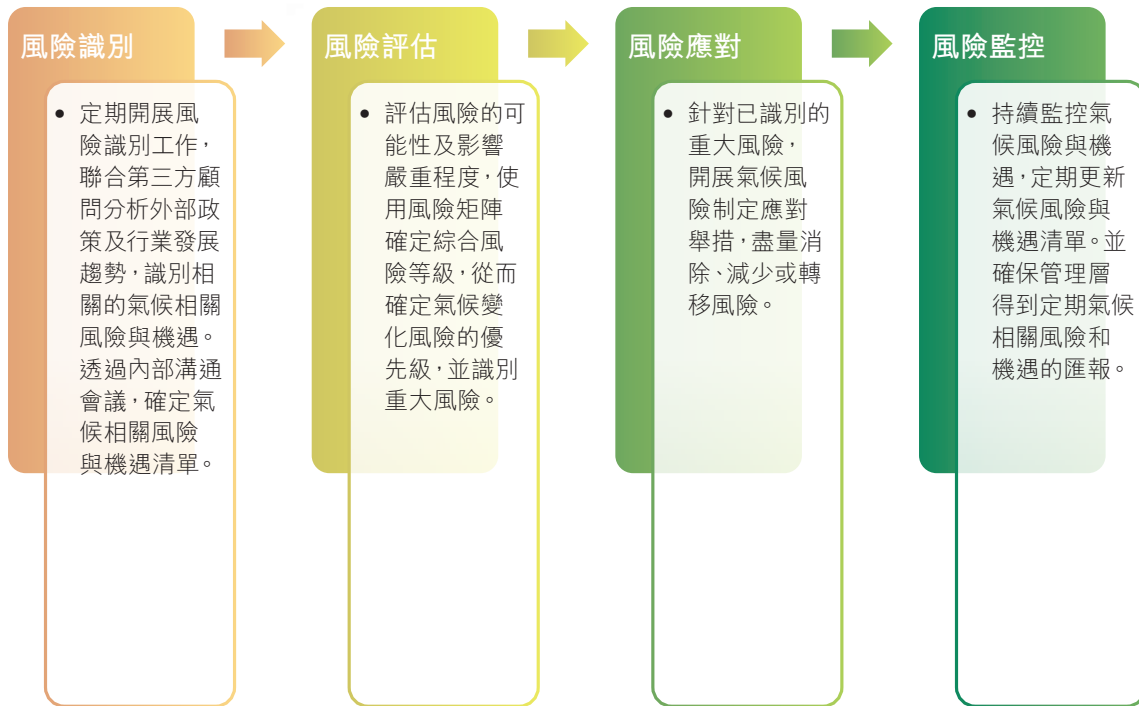 風險識別
• 定期開展風
險識別工作，
聯合第三方顧
問分析外部政
策及行業發展
趨勢，識別相
關的氣候相關
風險與機遇。
透過內部溝通
會議，確定氣
候相關風險
與機遇清單。
風險評估
• 評估風險的可
能性及影響
嚴重程度，使
用風險矩陣
確定綜合風
險等級，從而
確定氣候變
化風險的優
先級，並識別
重大風險。
風險應對
• 針對已識別的
重大風險，
開展氣候風
險制定應對
舉措，盡量消
除、減少或轉
移風險。
風險監控
• 持續監控氣
候風險與機
遇，定期更新
氣候風險與
機遇清單。並
確保管理層
得到定期氣候
相關風險和
機遇的匯報。